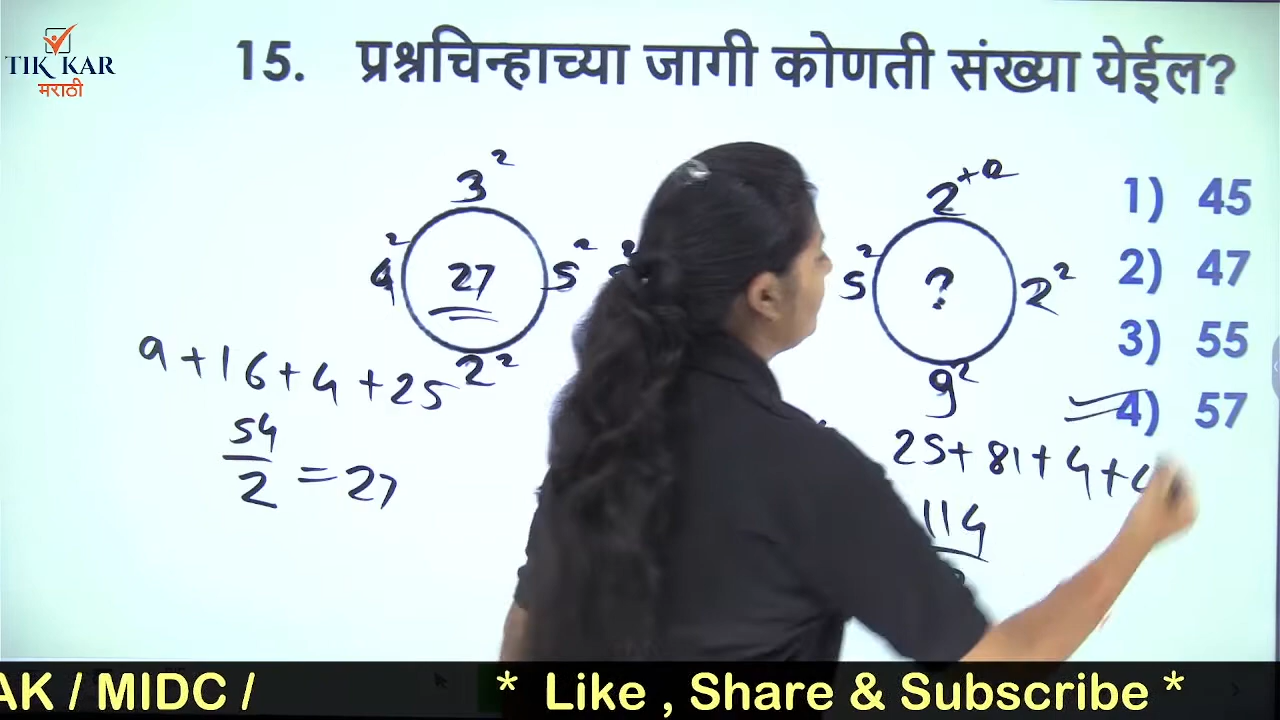 TIK KAR
मराठी
15. प्रश्नचिन्हाच्या जागी कोणती संख्या येईल?
3²
4² 27 5²
2²
2⁺²
5² ? 2²
9²
1) 45
2) 47
3) 55
4) 57
9+16+4+25
54
2 = 27
25+81+4+4
114
AK / MIDC / * Like , Share & Subscribe *